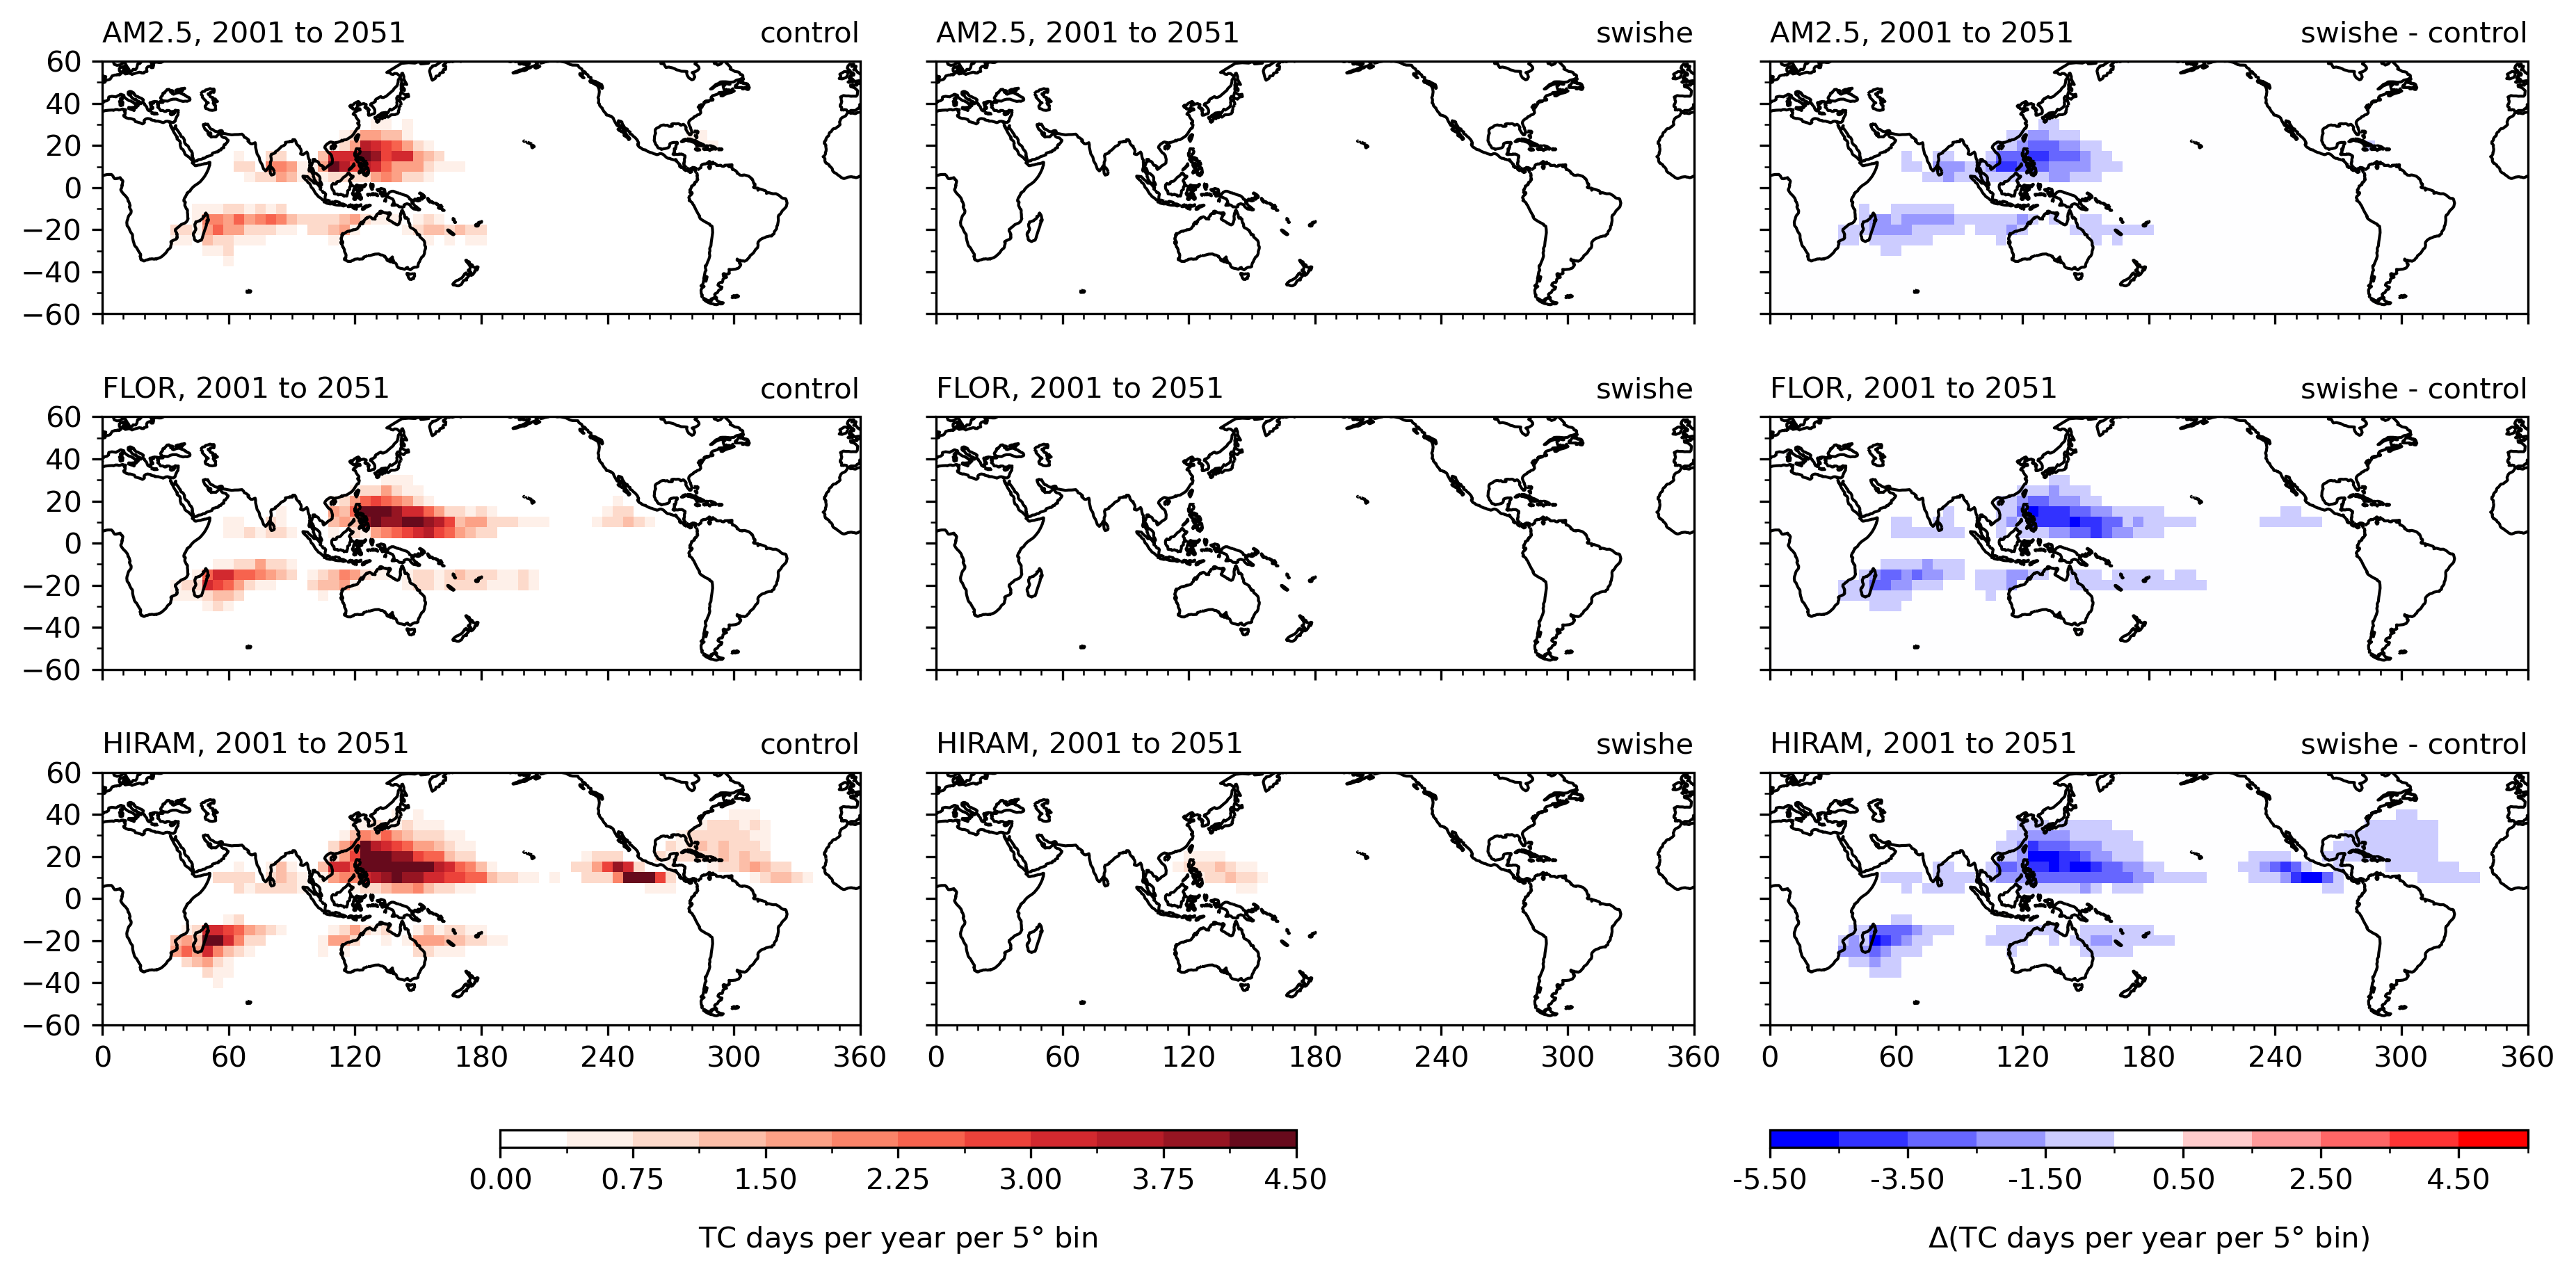 AM2.5, 2001 to 2051 control
AM2.5, 2001 to 2051 swishe
AM2.5, 2001 to 2051 swishe - control
60
40
20
0
−20
−40
−60
FLOR, 2001 to 2051 control
FLOR, 2001 to 2051 swishe
FLOR, 2001 to 2051 swishe - control
60
40
20
0
−20
−40
−60
HIRAM, 2001 to 2051 control
HIRAM, 2001 to 2051 swishe
HIRAM, 2001 to 2051 swishe - control
60
40
20
0
−20
−40
−60
0 60 120 180 240 300 360
0 60 120 180 240 300 360
0 60 120 180 240 300 360
0.00 0.75 1.50 2.25 3.00 3.75 4.50
TC days per year per 5° bin
-5.50 -3.50 -1.50 0.50 2.50 4.50
Δ(TC days per year per 5° bin)